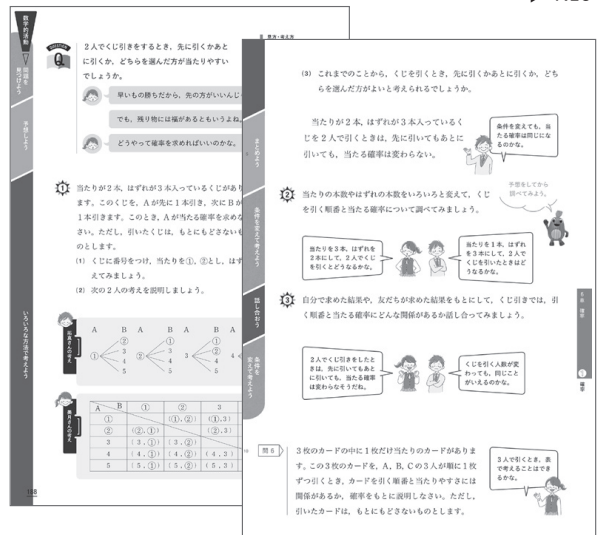 数学的活動
問題を見つけよう
予想しよう
いろいろな方法で考えよう
QUESTION
Q
2人でくじ引きをするとき，先に引くかあと
に引くか，どちらを選んだ方が当たりやすい
でしょうか。
早いもの勝ちだから，先の方がいいんじ
でも，残り物には福があるともいうよね。
どうやって確率を求めればいいのかな。
1
当たりが2本，はずれが3本入っているくじがあり
ます。このくじを，Aが先に1本引き，次にBが
1本引きます。このとき，Aが当たる確率を求めな
さい。ただし，引いたくじは，もとにもどさないも
のとします。
(1) くじに番号をつけ，当たりを①，②とし，はず
えてみましょう。
(2) 次の2人の考えを説明しましょう。
A B A B A B A
① ② 3 4 5
② ① 3 4 5
3 ① ② 4 5
4
A B ① ② 3
① (①,②) (①,3)
② (②,①) (②,3)
3 (3,①) (3,②)
4 (4,①) (4,②) (4,3)
5 (5,①) (5,②) (5,3)
158
まとめよう
条件を変えて考えよう
話し合おう
条件を変えて考えよう
(3) これまでのことから，くじを引くとき，先に引くかあとに引くか，どち
らを選んだ方がよいと考えられるでしょうか。
当たりが2本，はずれが3本入っているく
じを2人で引くときは，先に引いてもあとに
引いても，当たる確率は変わらない。
条件を変えても，当
たる確率は同じにな
るのかな。
2
当たりの本数やはずれの本数をいろいろと変えて，くじ
を引く順番と当たる確率について調べてみましょう。
予想をしてから
調べてみよう。
当たりを3本，はずれを
2本にして，2人でくじ
を引くとどうなるかな。
当たりを1本，はずれ
を3本にして，2人で
くじを引いたときはど
うなるかな。
3
自分で求めた結果や，友だちが求めた結果をもとにして，くじ引きでは，引
く順番と当たる確率にどんな関係があるか話し合ってみましょう。
2人でくじ引きをしたと
きは，先に引いてもあと
に引いても，当たる確率
は変わらなそうだね。
くじを引く人数が変
わっても，同じこと
がいえるのかな。
問6
3枚のカードの中に1枚だけ当たりのカードがありま
す。この3枚のカードを，A，B，Cの3人が順に1枚
ずつ引くとき，カードを引く順番と当たりやすさには
関係があるか，確率をもとに説明しなさい。ただし，
引いたカードは，もとにもどさないものとします。
3人で引くとき，表
で考えることはでき
るかな。
確率